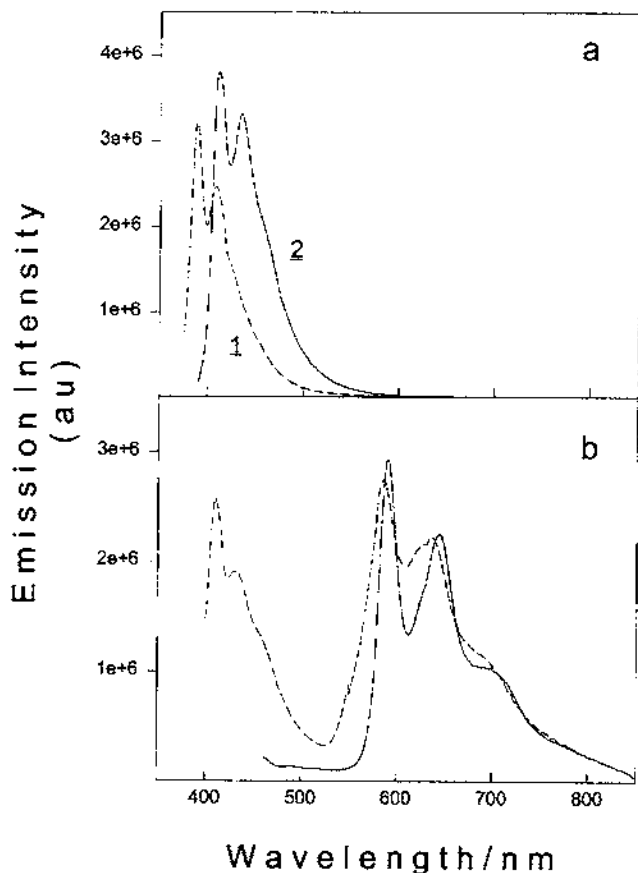 a
4e+6
3e+6
2e+6
1e+6
2
1
b
3e+6
2e+6
1e+6
400 500 600 700 800
Emission Intensity
(au)
Wavelength/nm